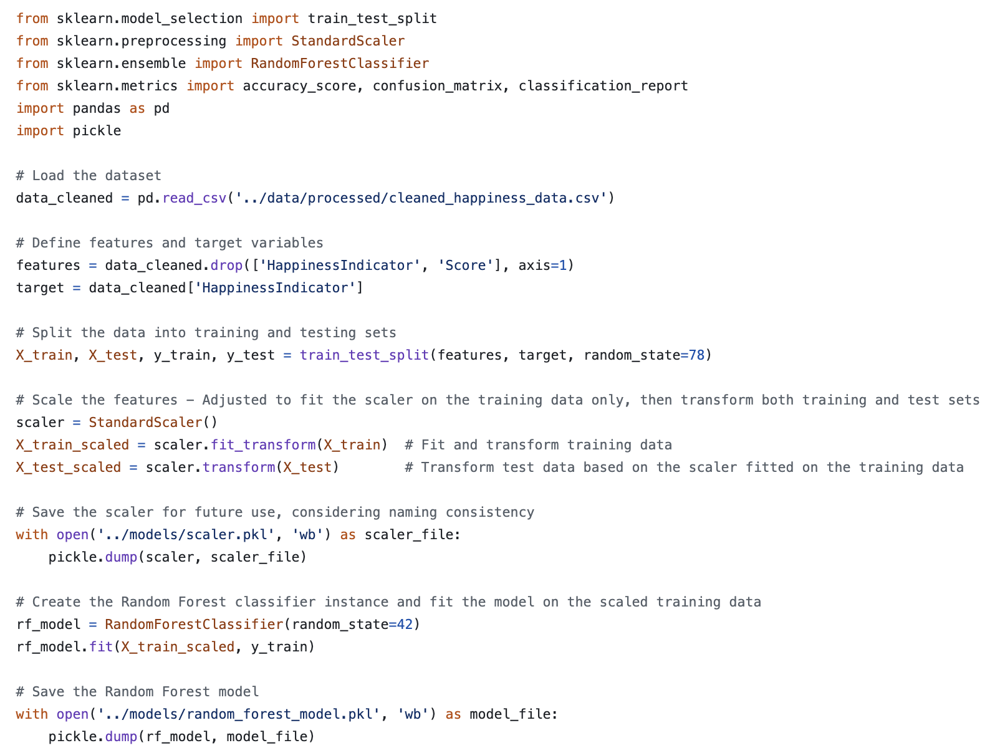 from sklearn.model_selection import train_test_split
from sklearn.preprocessing import StandardScaler
from sklearn.ensemble import RandomForestClassifier
from sklearn.metrics import accuracy_score, confusion_matrix, classification_report
import pandas as pd
import pickle

# Load the dataset
data_cleaned = pd.read_csv('../data/processed/cleaned_happiness_data.csv')

# Define features and target variables
features = data_cleaned.drop(['HappinessIndicator', 'Score'], axis=1)
target = data_cleaned['HappinessIndicator']

# Split the data into training and testing sets
X_train, X_test, y_train, y_test = train_test_split(features, target, random_state=78)

# Scale the features – Adjusted to fit the scaler on the training data only, then transform both training and test sets
scaler = StandardScaler()
X_train_scaled = scaler.fit_transform(X_train)  # Fit and transform training data
X_test_scaled = scaler.transform(X_test)        # Transform test data based on the scaler fitted on the training data

# Save the scaler for future use, considering naming consistency
with open('../models/scaler.pkl', 'wb') as scaler_file:
    pickle.dump(scaler, scaler_file)

# Create the Random Forest classifier instance and fit the model on the scaled training data
rf_model = RandomForestClassifier(random_state=42)
rf_model.fit(X_train_scaled, y_train)

# Save the Random Forest model
with open('../models/random_forest_model.pkl', 'wb') as model_file:
    pickle.dump(rf_model, model_file)